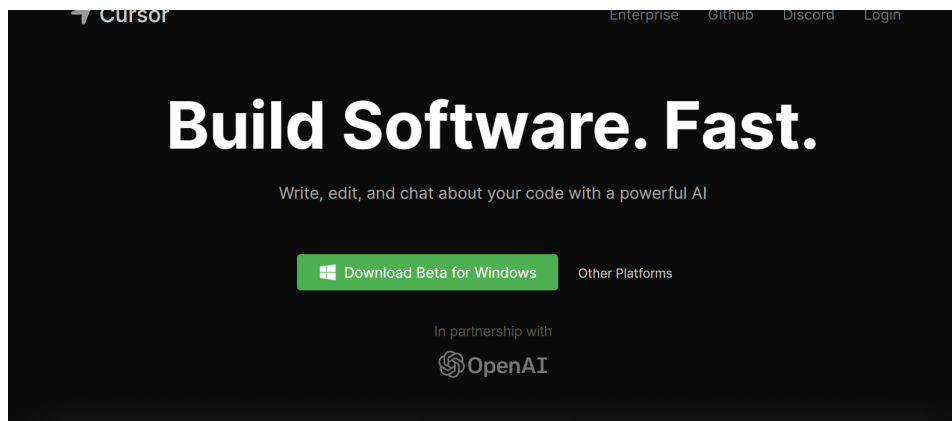 Cursor Enterprise Github Discord Login
Build Software. Fast.
Write, edit, and chat about your code with a powerful AI
Download Beta for Windows Other Platforms
In partnership with
OpenAI